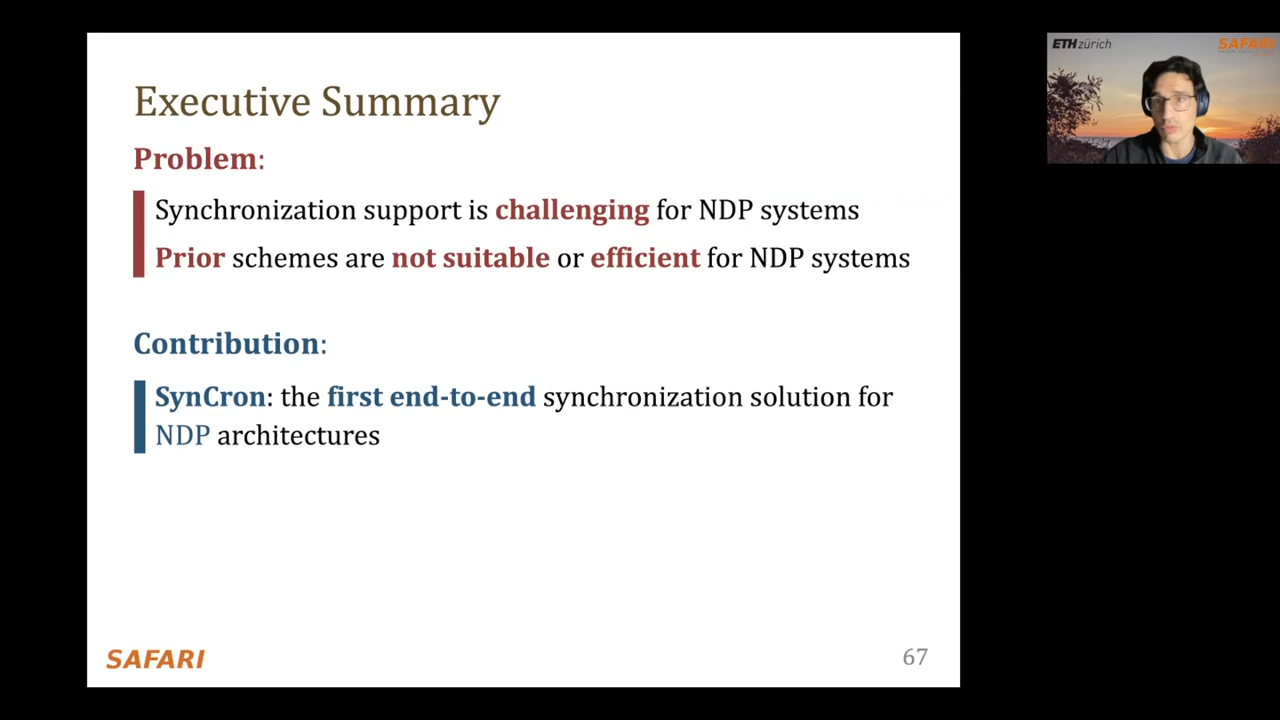 Executive Summary
Problem:
Synchronization support is challenging for NDP systems
Prior schemes are not suitable or efficient for NDP systems
Contribution:
SynCron: the first end-to-end synchronization solution for
NDP architectures
SAFARI
67
ETH zürich
SAFARI